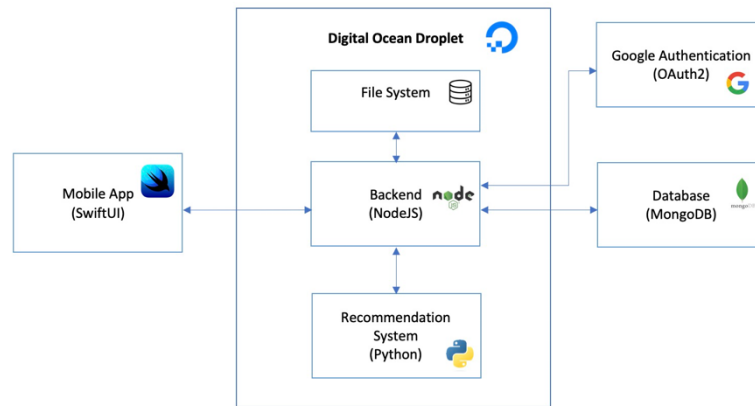 Digital Ocean Droplet
File System
Google Authentication
(OAuth2)
Mobile App
(SwiftUI)
Backend
(NodeJS)
node
JS
Database
(MongoDB)
Recommendation
System
(Python)